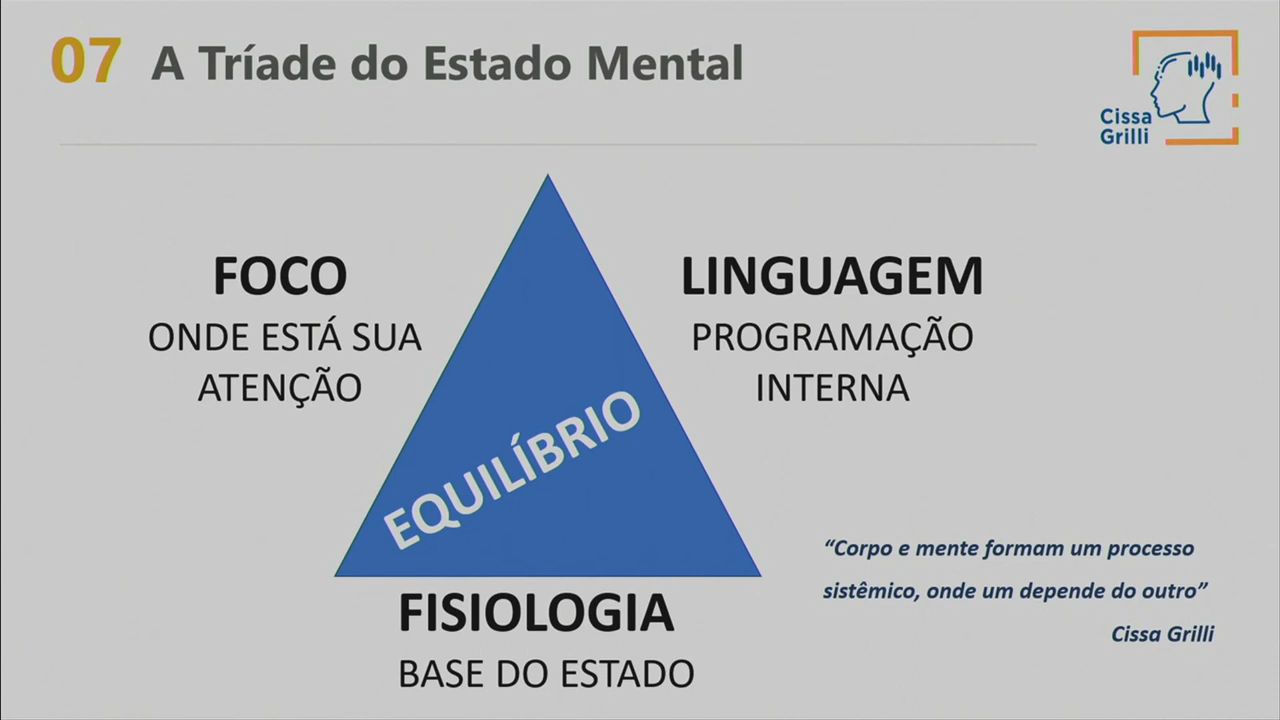 07 A Tríade do Estado Mental
Cissa
Grilli
FOCO
ONDE ESTÁ SUA
ATENÇÃO
LINGUAGEM
PROGRAMAÇÃO
INTERNA
EQUILÍBRIO
FISIOLOGIA
BASE DO ESTADO
“Corpo e mente formam um processo
sistêmico, onde um depende do outro”
Cissa Grilli